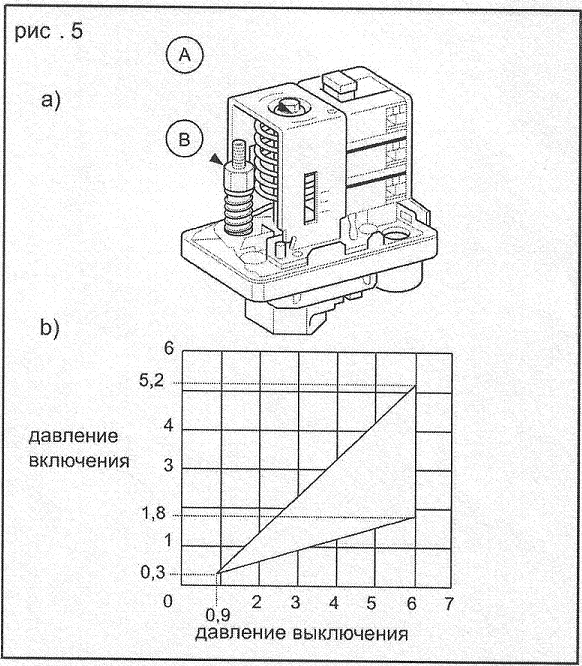 рис . 5
A
a)
B
b)
6
5,2
4
давление
включения
3
1,8
1
0,3
0
0,9
2
3
4
5
6
7
давление выключения